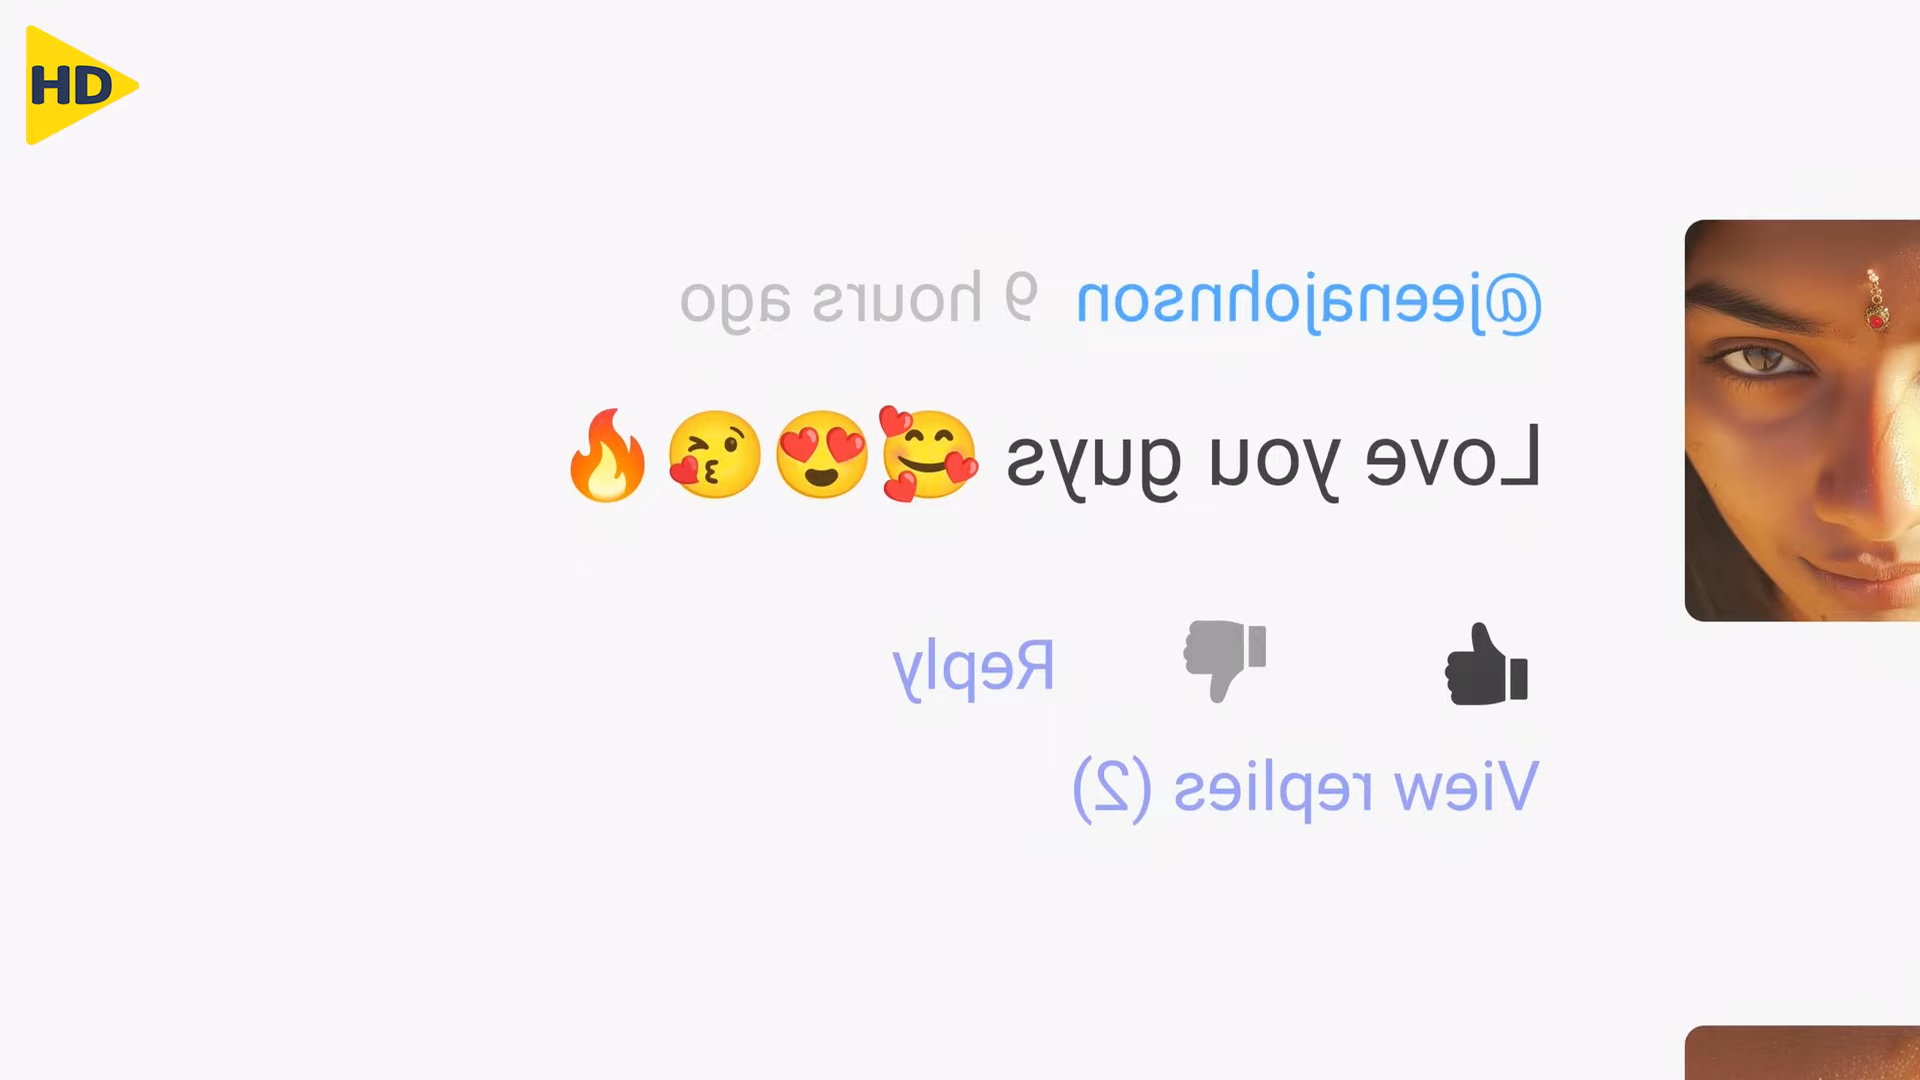 HD
@jeenajohnson 9 hours ago
Love you guys 🥰😍😘🔥
Reply
View replies (2)